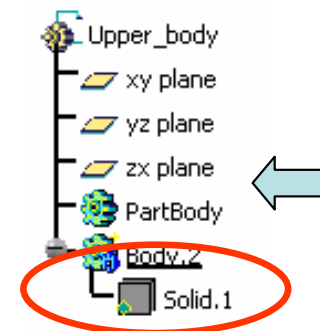 Upper_body
xy plane
yz plane
zx plane
PartBody
Body.2
Solid.1